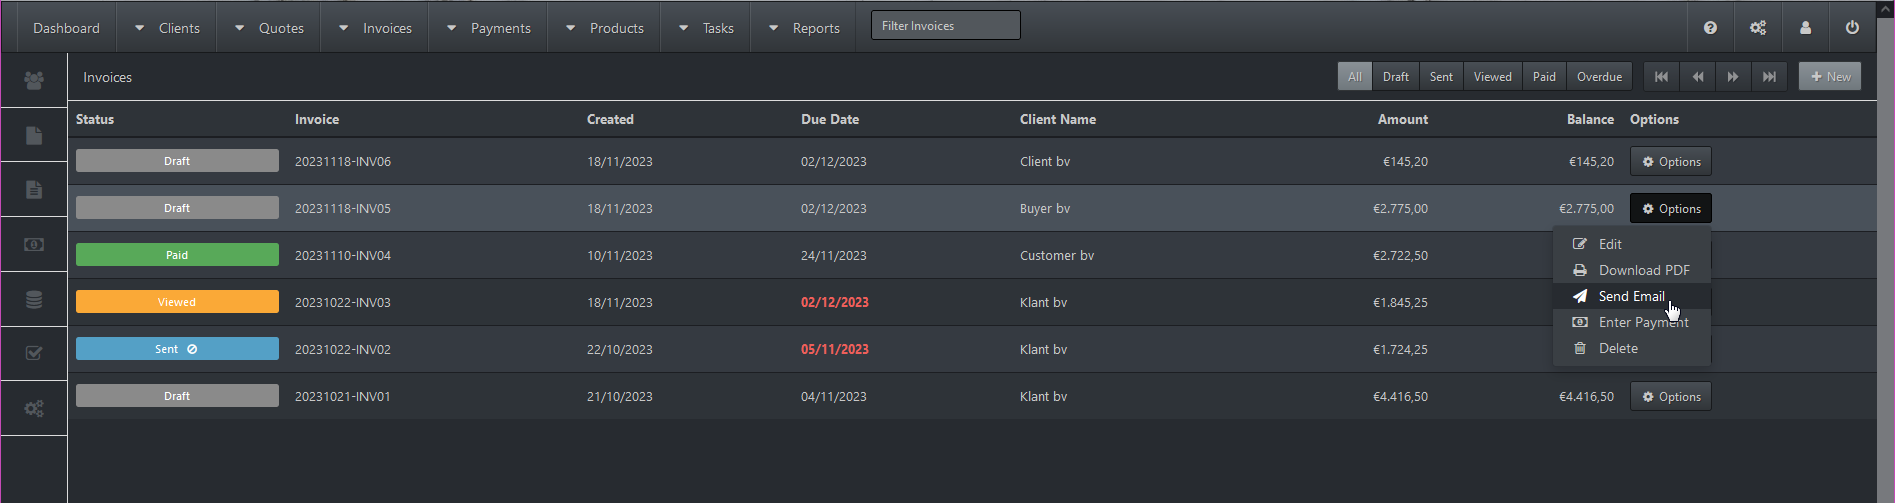 Dashboard Clients Quotes Invoices Payments Products Tasks Reports Filter Invoices
Invoices All Draft Sent Viewed Paid Overdue New
Status Invoice Created Due Date Client Name Amount Balance Options
Draft 20231118-INV06 18/11/2023 02/12/2023 Client bv €145,20 €145,20 Options
Draft 20231118-INV05 18/11/2023 02/12/2023 Buyer bv €2.775,00 €2.775,00 Options
Paid 20231110-INV04 10/11/2023 24/11/2023 Customer bv €2.722,50
Viewed 20231022-INV03 18/11/2023 02/12/2023 Klant bv €1.845,25
Sent 20231022-INV02 22/10/2023 05/11/2023 Klant bv €1.724,25
Draft 20231021-INV01 21/10/2023 04/11/2023 Klant bv €4.416,50 €4.416,50 Options
Edit
Download PDF
Send Email
Enter Payment
Delete